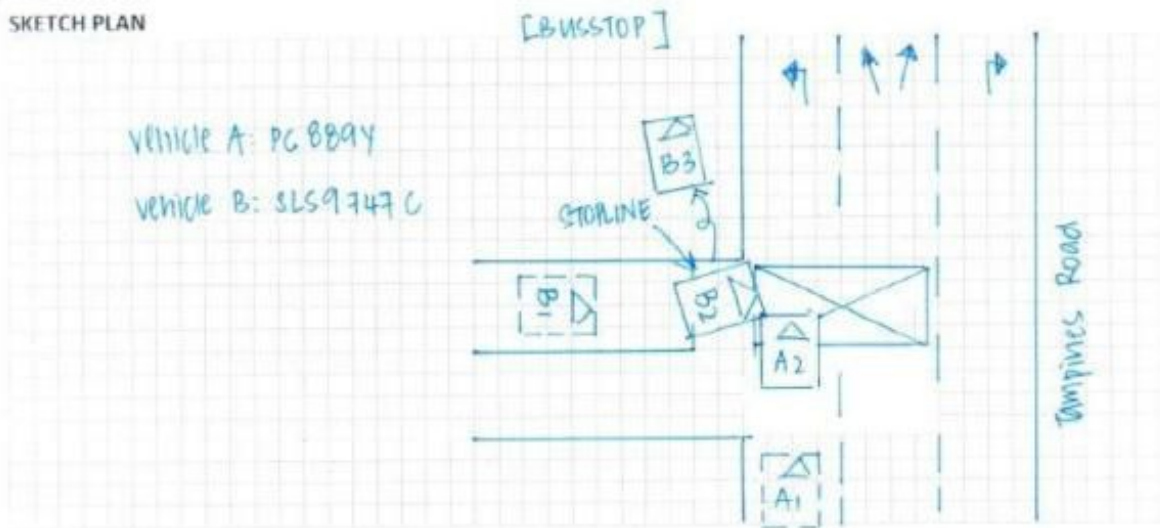 SKETCH PLAN
[BUSSTOP]
vehicle A: PC 889Y
vehicle B: SLS9747C
B3
STOPLINE
B1
B2
A2
A1
Tampines Road